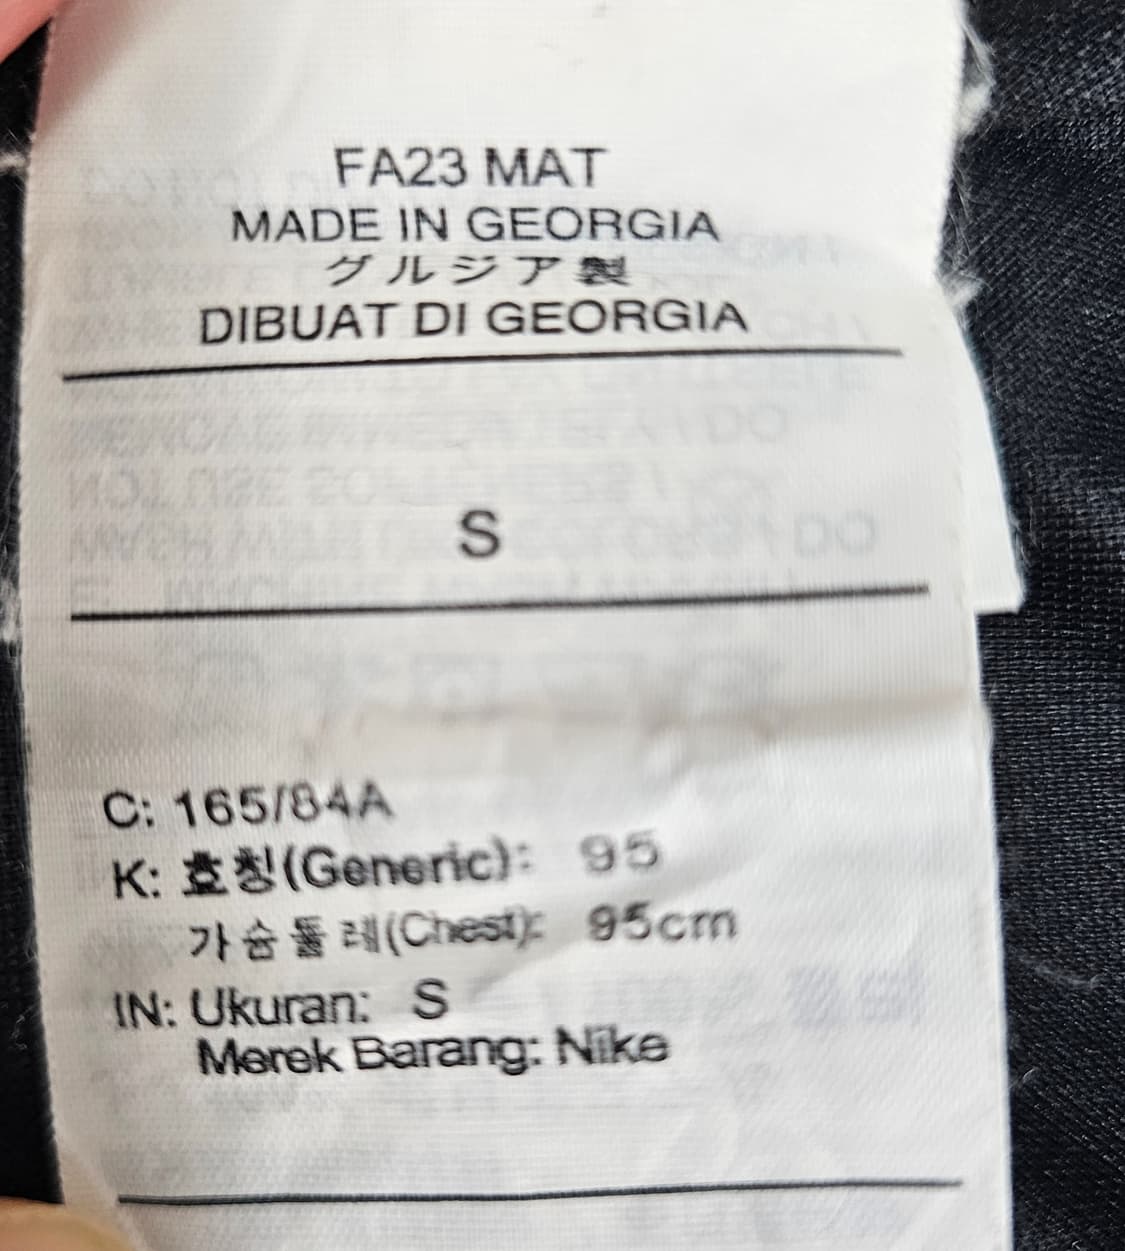 FA23 MAT
MADE IN GEORGIA
グルジア製
DIBUAT DI GEORGIA
S
C: 165/84A
K: 호칭(Generic): 95
가슴둘레(Chest): 95cm
IN: Ukuran: S
Merek Barang: Nike